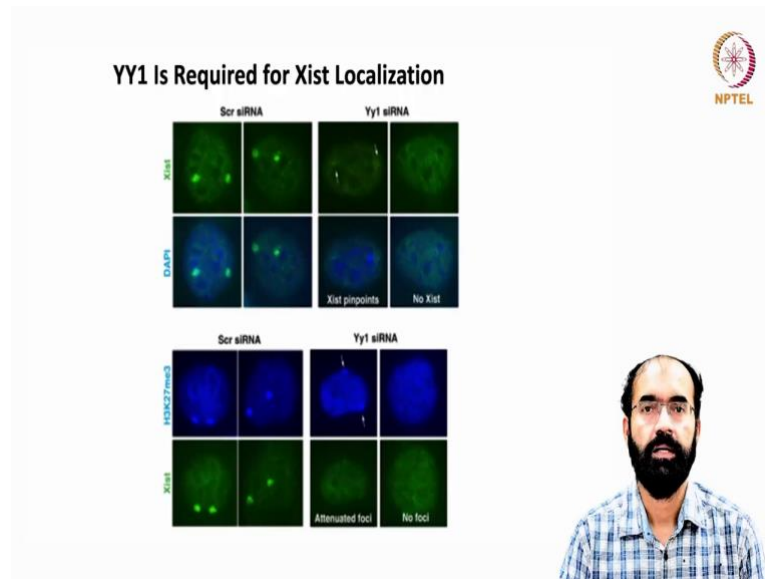 YY1 Is Required for Xist Localization
NPTEL
Scr siRNA Yy1 siRNA
Xist
DAPI
Xist pinpoints No Xist
Scr siRNA Yy1 siRNA
H3K27me3
Xist
Attenuated foci No foci